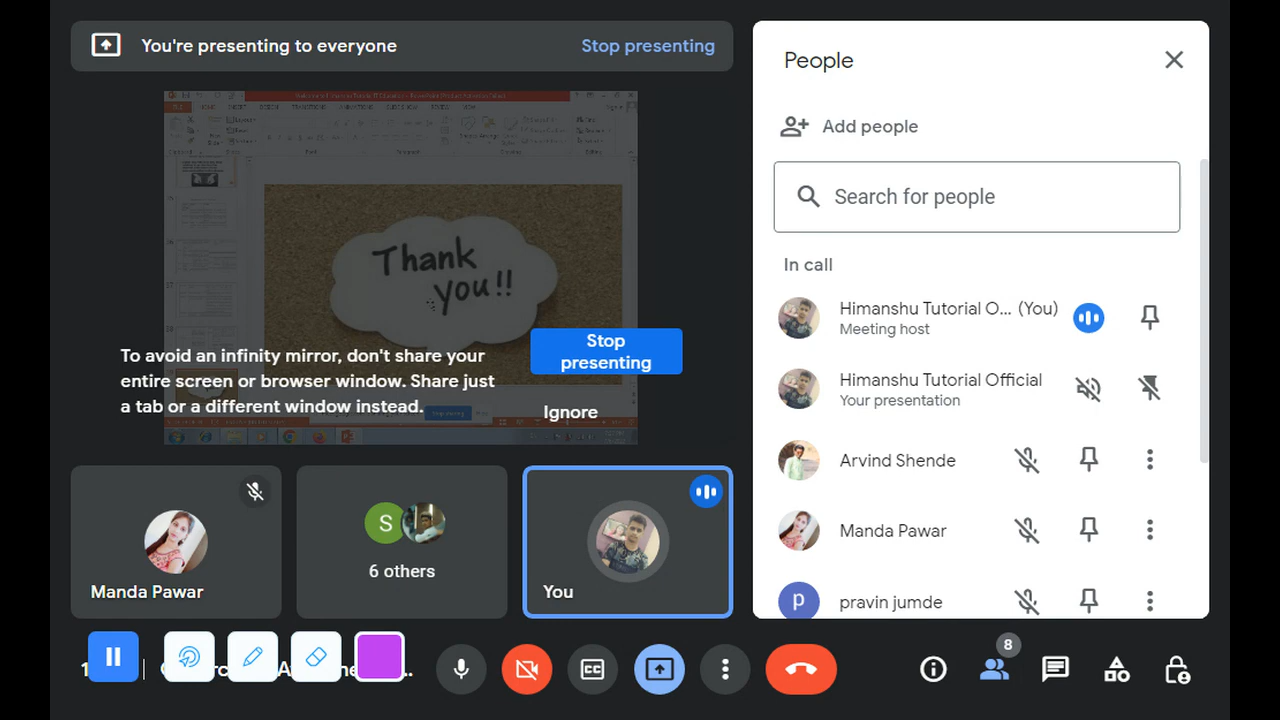 You're presenting to everyone
Stop presenting
Thank
you!!
To avoid an infinity mirror, don't share your
entire screen or browser window. Share just
a tab or a different window instead.
Stop
presenting
Ignore
Manda Pawar
S
6 others
You
People
Add people
Search for people
In call
Himanshu Tutorial O... (You)
Meeting host
Himanshu Tutorial Official
Your presentation
Arvind Shende
Manda Pawar
p
pravin jumde
CC
8